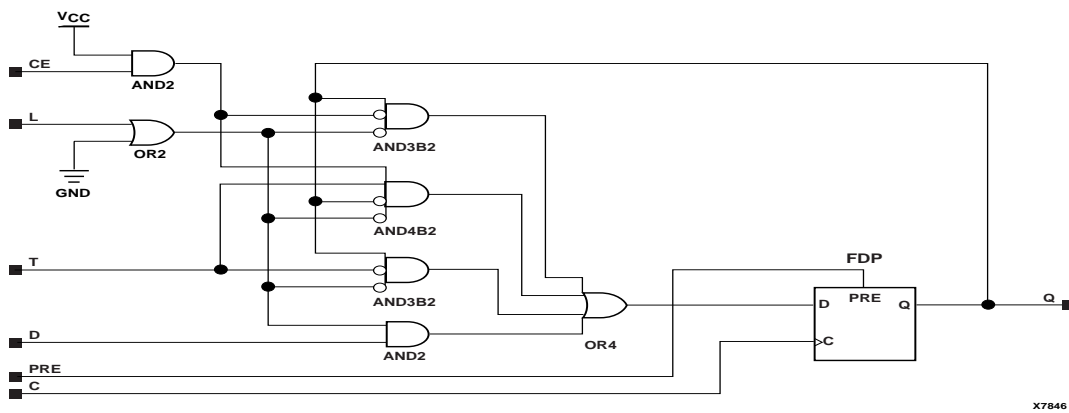 VCC
CE
AND2
L
OR2
GND
AND3B2
AND4B2
T
AND3B2
FDP
D
PRE
Q
Q
D
AND2
OR4
C
PRE
C
X7846